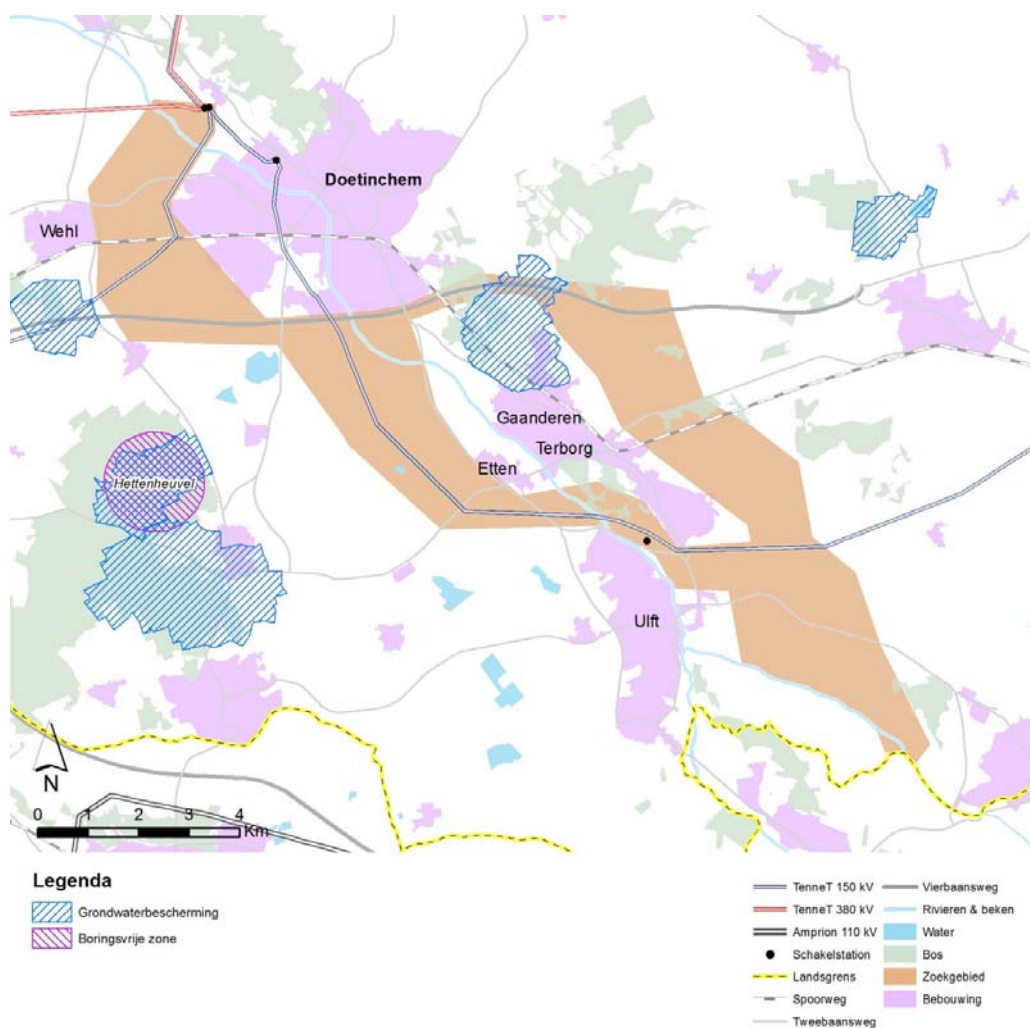 Doetinchem
Wehl
Gaanderen
Terborg
Etten
Hettenheuvel
Ulft
N
0 1 2 3 4
Km
Legenda
Grondwaterbescherming
Boringsvrije zone
TenneT 150 kV
TenneT 380 kV
Amprion 110 kV
Schakelstation
Landsgrens
Spoorweg
Tweebaansweg
Vierbaansweg
Rivieren & beken
Water
Bos
Zoekgebied
Bebouwing